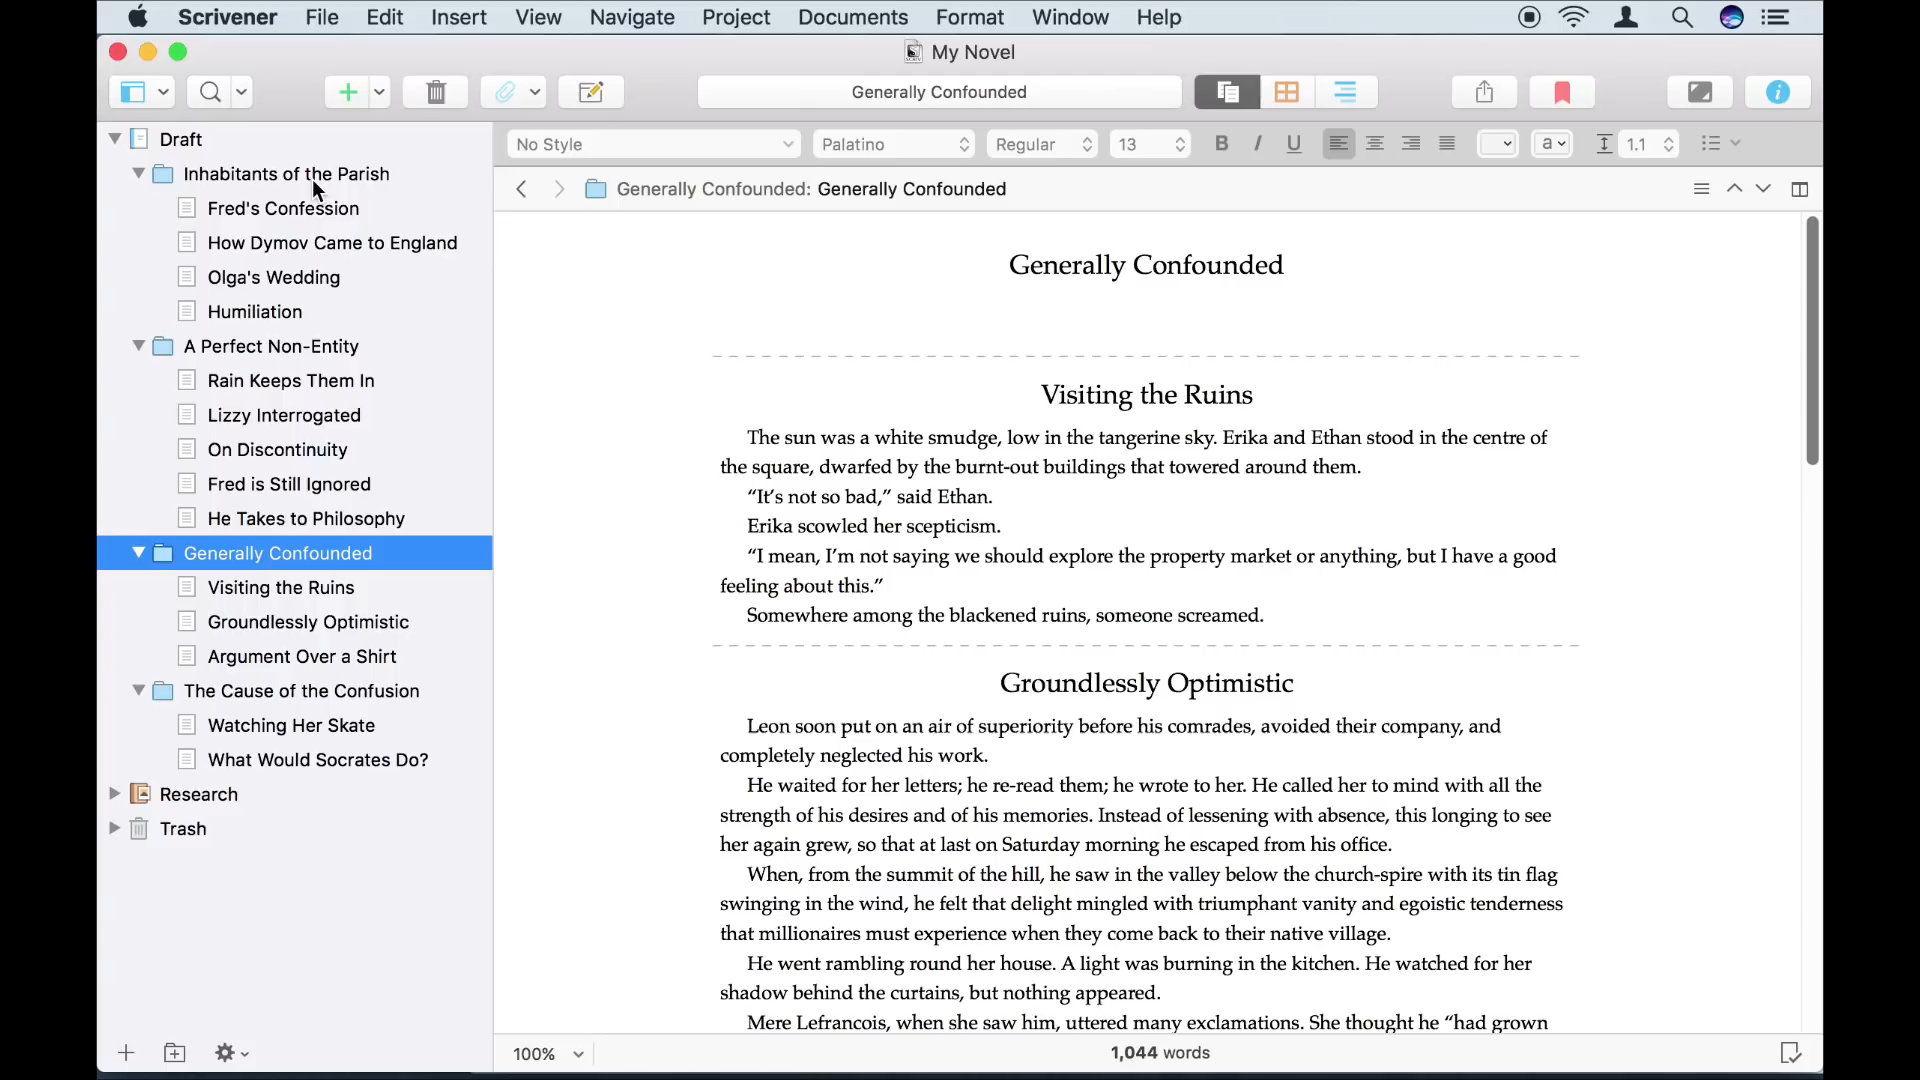 Scrivener File Edit Insert View Navigate Project Documents Format Window Help
My Novel
Generally Confounded
No Style Palatino Regular 13 B I U a 1.1
Draft
Inhabitants of the Parish
Fred's Confession
How Dymov Came to England
Olga's Wedding
Humiliation
A Perfect Non-Entity
Rain Keeps Them In
Lizzy Interrogated
On Discontinuity
Fred is Still Ignored
He Takes to Philosophy
Generally Confounded
Visiting the Ruins
Groundlessly Optimistic
Argument Over a Shirt
The Cause of the Confusion
Watching Her Skate
What Would Socrates Do?
Research
Trash
Generally Confounded: Generally Confounded
Generally Confounded
Visiting the Ruins
The sun was a white smudge, low in the tangerine sky. Erika and Ethan stood in the centre of
the square, dwarfed by the burnt-out buildings that towered around them.
“It’s not so bad,” said Ethan.
Erika scowled her scepticism.
“I mean, I’m not saying we should explore the property market or anything, but I have a good
feeling about this.”
Somewhere among the blackened ruins, someone screamed.
Groundlessly Optimistic
Leon soon put on an air of superiority before his comrades, avoided their company, and
completely neglected his work.
He waited for her letters; he re-read them; he wrote to her. He called her to mind with all the
strength of his desires and of his memories. Instead of lessening with absence, this longing to see
her again grew, so that at last on Saturday morning he escaped from his office.
When, from the summit of the hill, he saw in the valley below the church-spire with its tin flag
swinging in the wind, he felt that delight mingled with triumphant vanity and egoistic tenderness
that millionaires must experience when they come back to their native village.
He went rambling round her house. A light was burning in the kitchen. He watched for her
shadow behind the curtains, but nothing appeared.
Mere Lefrancois, when she saw him, uttered many exclamations. She thought he “had grown
100%
1,044 words